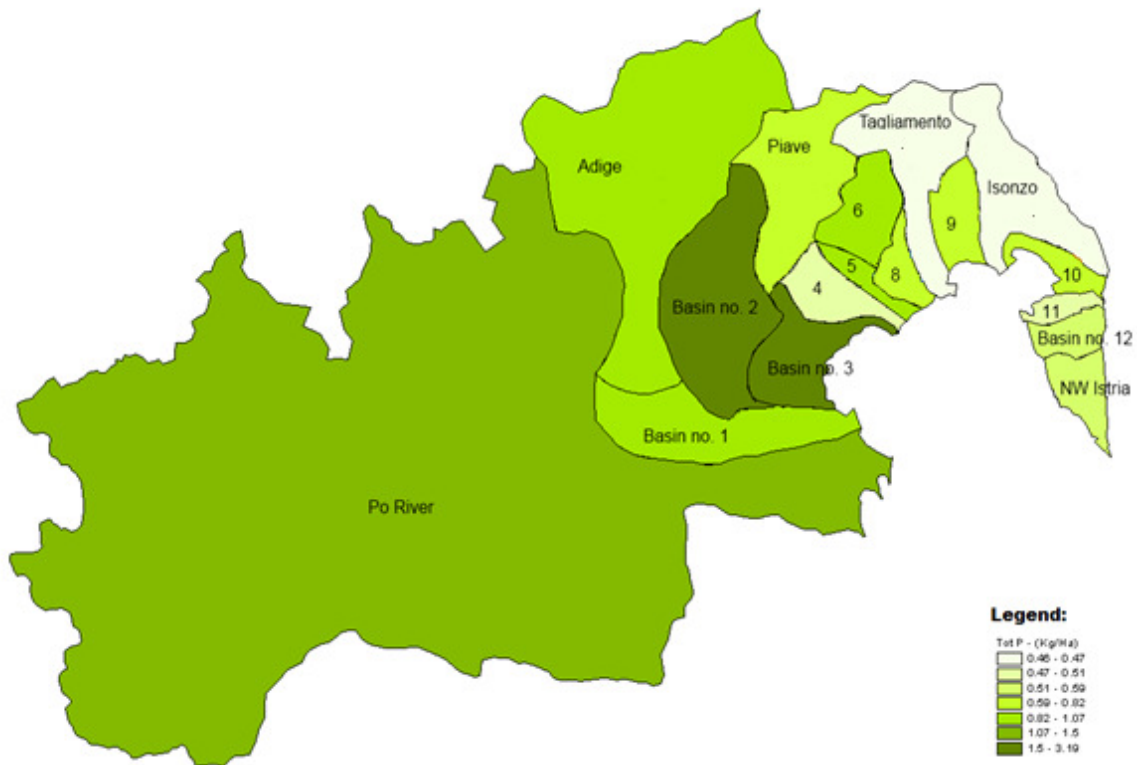 Tagliamento
Piave
Adige
Isonzo
6
9
5
8
10
4
11
Basin no. 2
Basin no. 12
Basin no. 3
NW Istria
Basin no. 1
Po River
Legend:
Tot P - (Kg/Ha)
0.46 - 0.47
0.47 - 0.51
0.51 - 0.59
0.59 - 0.82
0.82 - 1.07
1.07 - 1.5
1.5 - 3.19